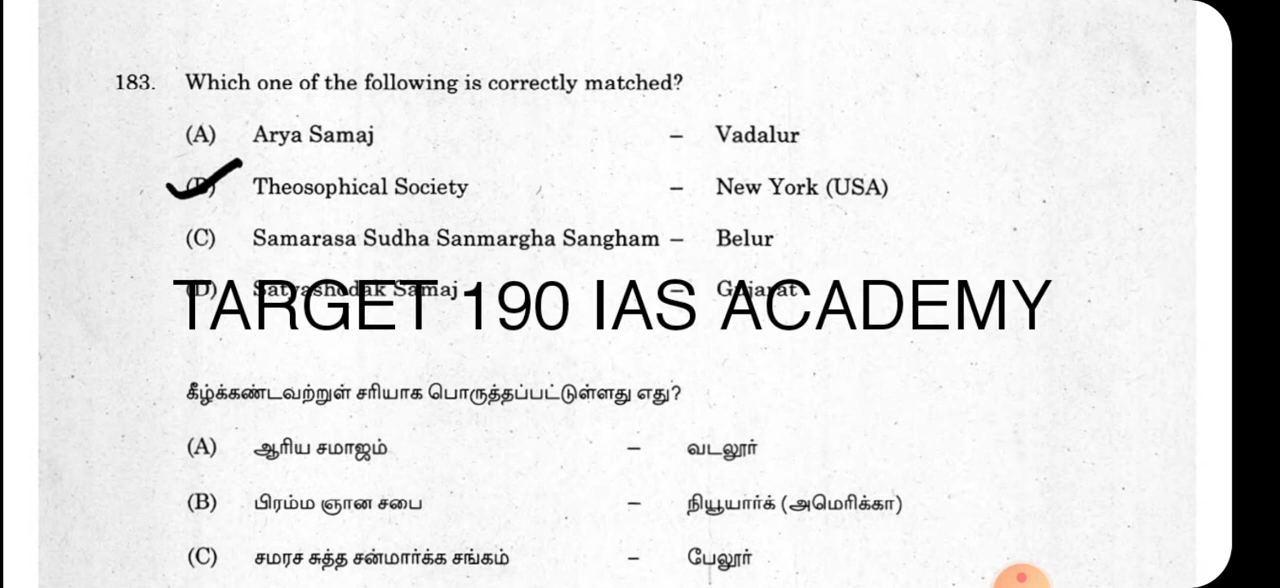 183. Which one of the following is correctly matched?
(A) Arya Samaj – Vadalur
(B) Theosophical Society – New York (USA)
(C) Samarasa Sudha Sanmargha Sangham – Belur
(D) Satyashodak Samaj – Gujarat
TARGET 190 IAS ACADEMY
கீழ்க்கண்டவற்றுள் சரியாக பொருத்தப்பட்டுள்ளது எது?
(A) ஆரிய சமாஜம் – வடலூர்
(B) பிரம்ம ஞான சபை – நியூயார்க் (அமெரிக்கா)
(C) சமரச சுத்த சன்மார்க்க சங்கம் – பேலூர்